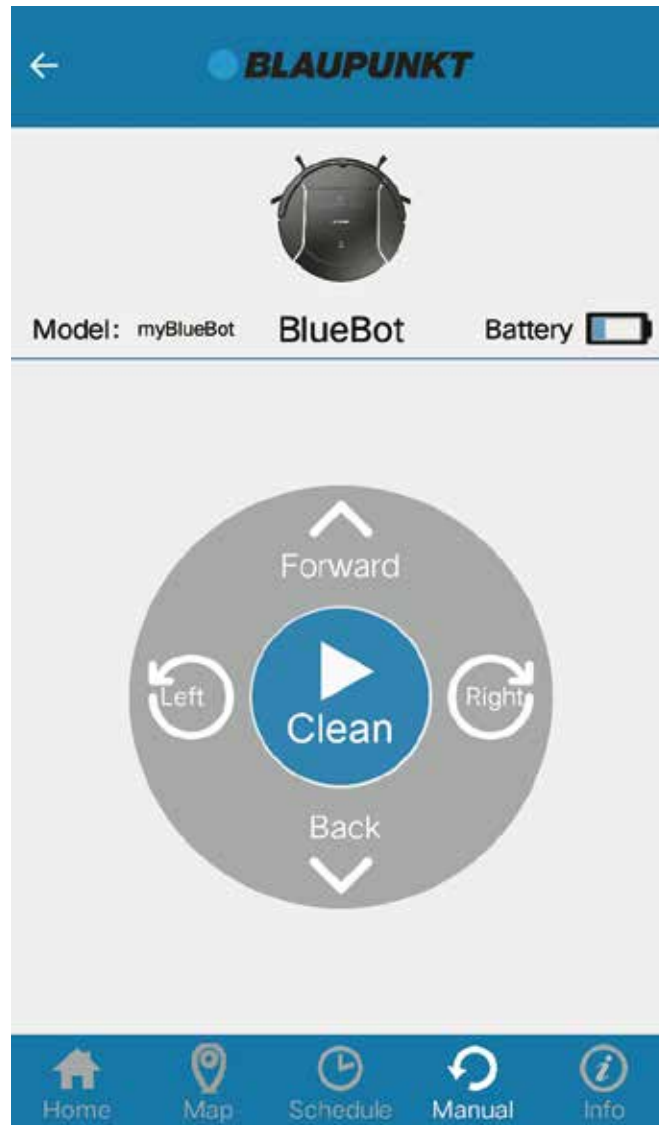 BLAUPUNKT
Model: myBlueBot BlueBot Battery
Forward
Left Clean Right
Back
Home Map Schedule Manual Info